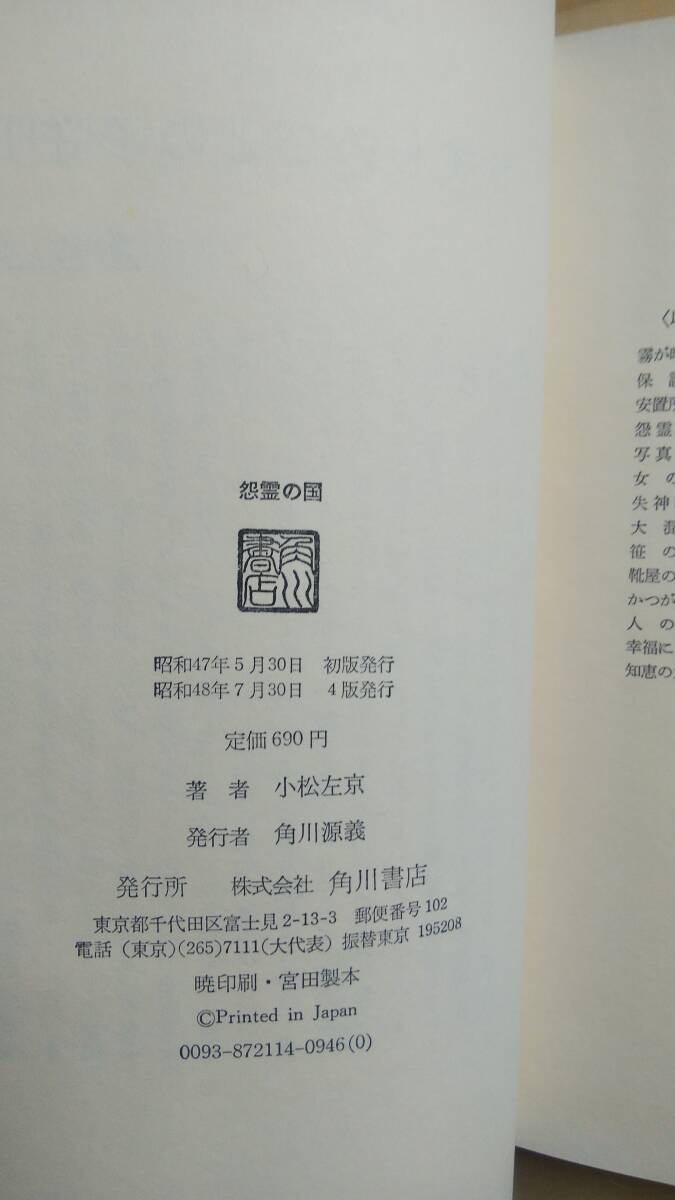 怨霊の国
角川書店
昭和47年5月30日 初版発行
昭和48年7月30日 4版発行
定価690円
著者 小松左京
発行者 角川源義
発行所 株式会社 角川書店
東京都千代田区富士見2-13-3 郵便番号102
電話(東京)(265)7111(大代表) 振替東京 195208
暁印刷・宮田製本
©Printed in Japan
0093-872114-0946(0)
霧が
保
安置
怨霊
写真
女の
失神
大
笹の
靴屋の
かつが
人の
幸福に
知恵の